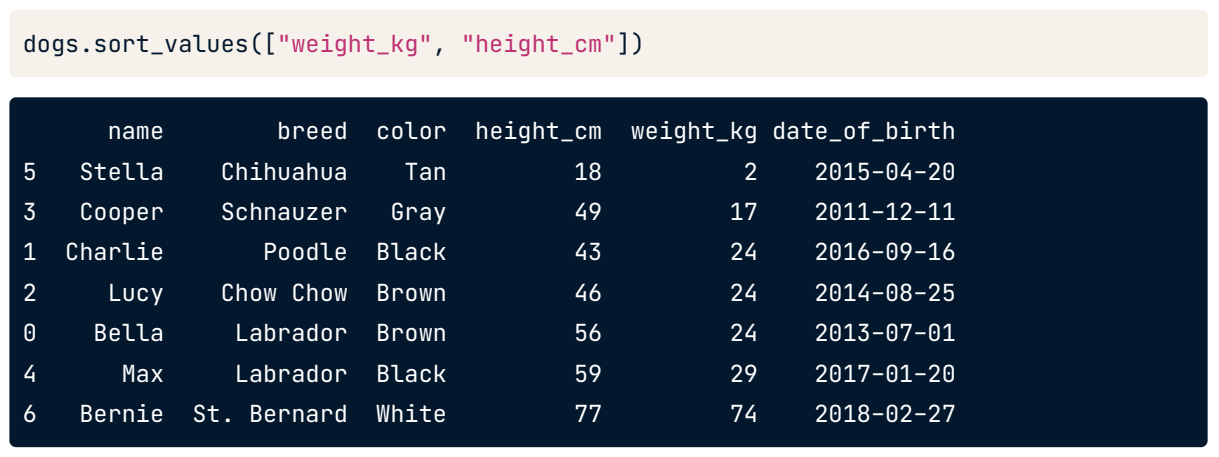 dogs.sort_values(["weight_kg", "height_cm"])
name breed color height_cm weight_kg date_of_birth
5 Stella Chihuahua Tan 18 2 2015-04-20
3 Cooper Schnauzer Gray 49 17 2011-12-11
1 Charlie Poodle Black 43 24 2016-09-16
2 Lucy Chow Chow Brown 46 24 2014-08-25
0 Bella Labrador Brown 56 24 2013-07-01
4 Max Labrador Black 59 29 2017-01-20
6 Bernie St. Bernard White 77 74 2018-02-27